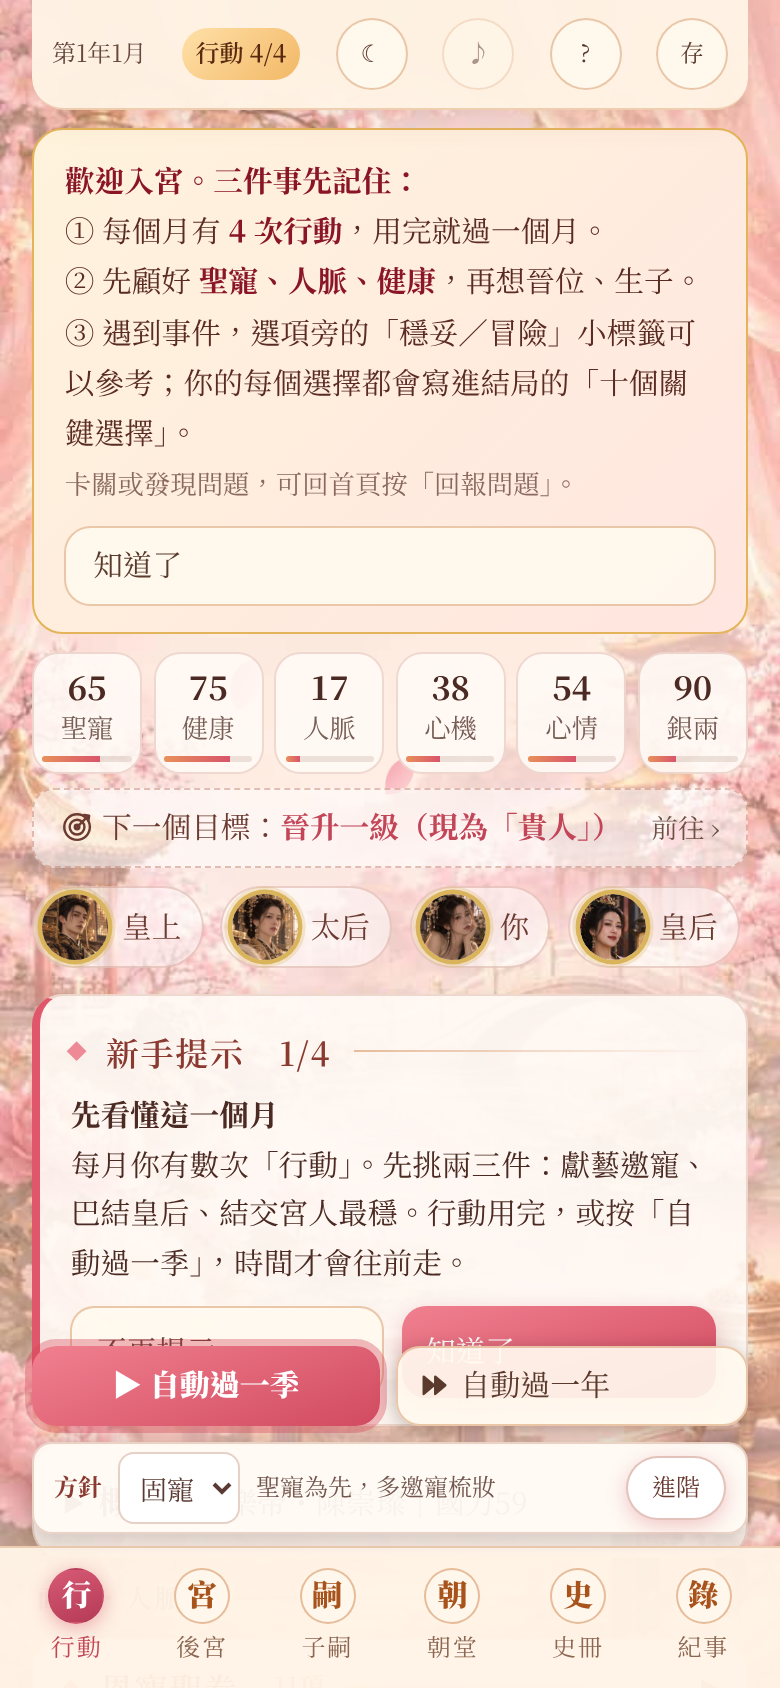 第1年1月
行動 4/4
☾
♪
?
存
歡迎入宮。三件事先記住：
① 每個月有 4 次行動，用完就過一個月。
② 先顧好 聖寵、人脈、健康，再想晉位、生子。
③ 遇到事件，選項旁的「穩妥／冒險」小標籤可
以參考；你的每個選擇都會寫進結局的「十個關
鍵選擇」。
卡關或發現問題，可回首頁按「回報問題」。
知道了
65 75 17 38 54 90
聖寵 健康 人脈 心機 心情 銀兩
下一個目標：晉升一級（現為「貴人」） 前往 ›
皇上 太后 你 皇后
新手提示 1/4
先看懂這一個月
每月你有數次「行動」。先挑兩三件：獻藝邀寵、
巴結皇后、結交宮人最穩。行動用完，或按「自
動過一季」，時間才會往前走。
不再提示 知道了
▶ 自動過一季 自動過一年
方針 固寵 聖寵為先，多邀寵梳妝 進階
行 宮 嗣 朝 史 錄
行動 後宮 子嗣 朝堂 史冊 紀事